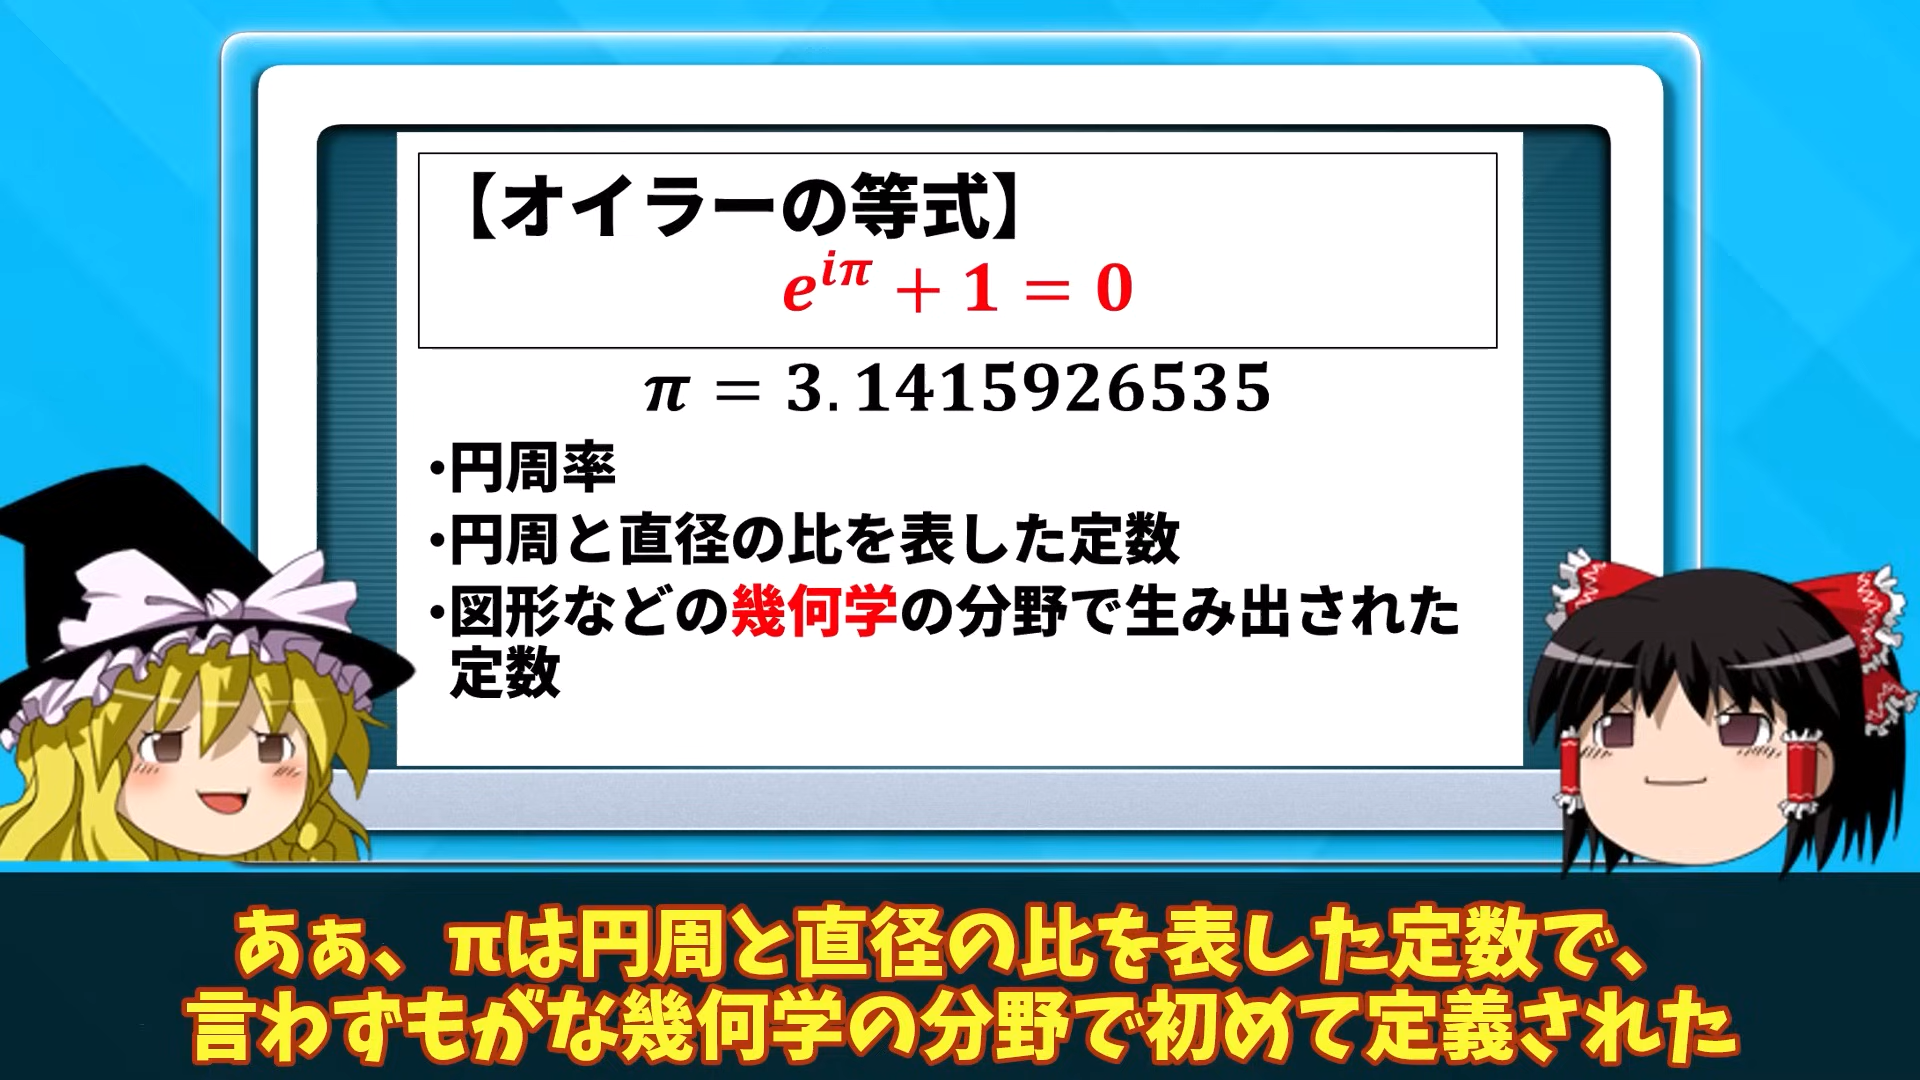 【オイラーの等式】
e^{iπ} + 1 = 0
π = 3.1415926535
・円周率
・円周と直径の比を表した定数
・図形などの幾何学の分野で生み出された
定数
あぁ、πは円周と直径の比を表した定数で、
言わずもがな幾何学の分野で初めて定義された